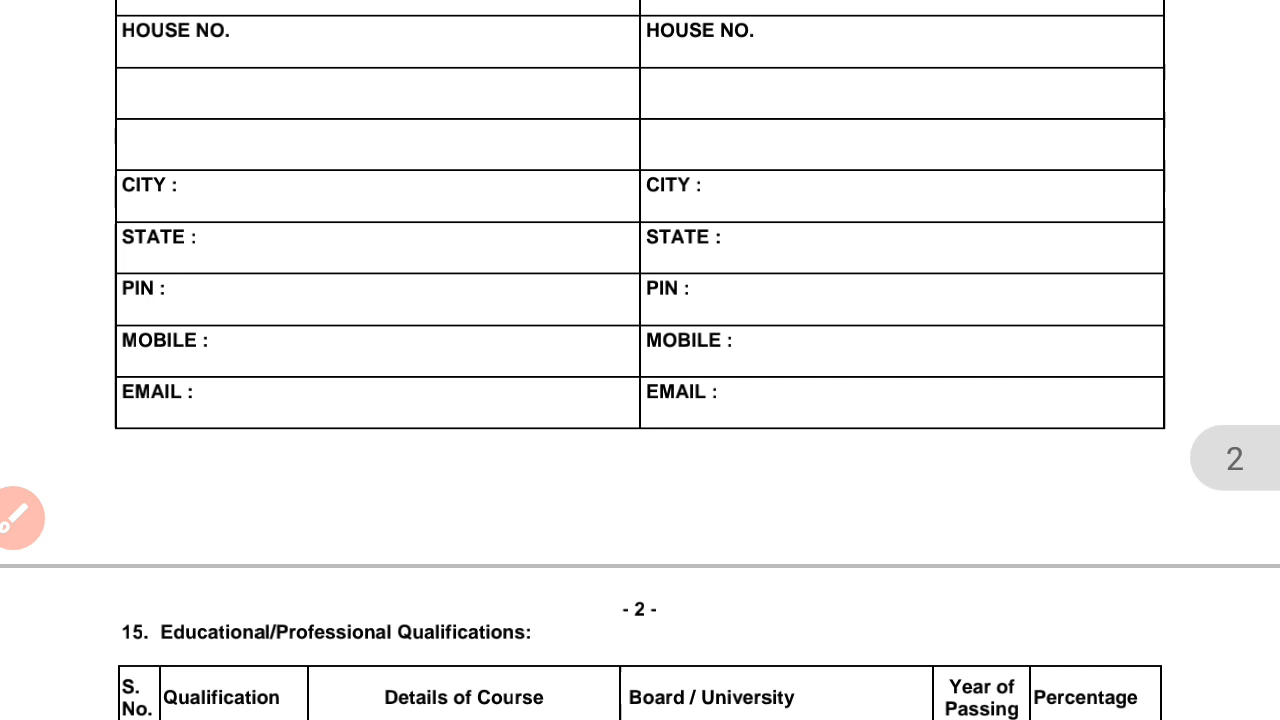 HOUSE NO. HOUSE NO.
CITY : CITY :
STATE : STATE :
PIN : PIN :
MOBILE : MOBILE :
EMAIL : EMAIL :
2
- 2 -
15. Educational/Professional Qualifications:
S. No. Qualification Details of Course Board / University Year of Passing Percentage